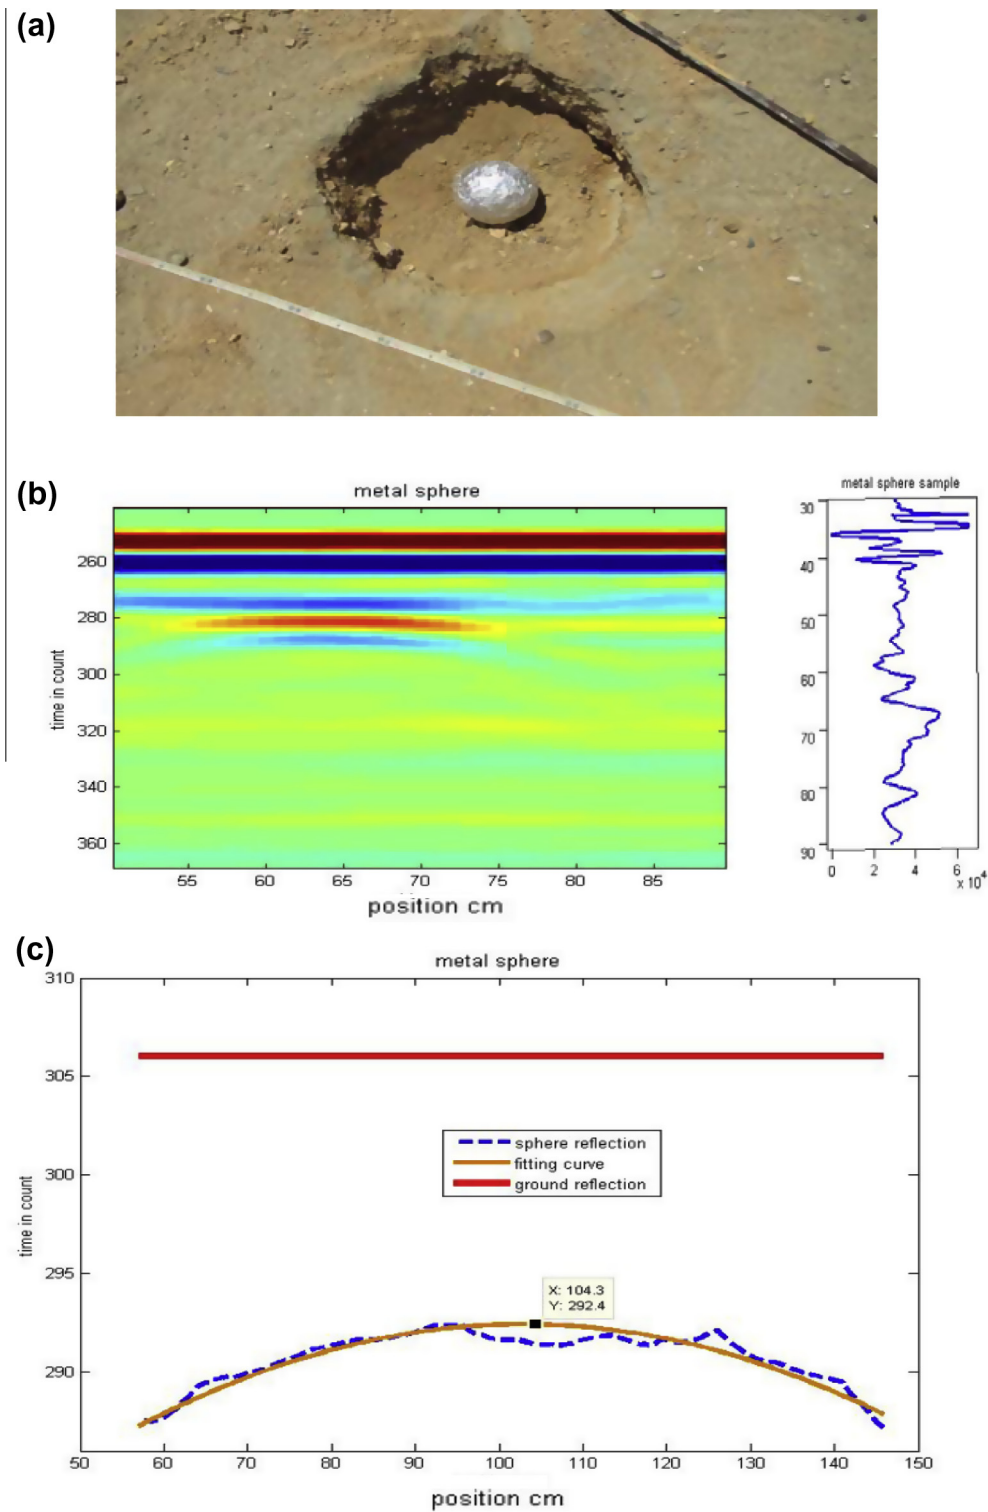 (a)
(b)
metal sphere
260
280
300
320
340
360
time in count
55
60
65
70
75
80
85
position cm
metal sphere sample
30
40
50
60
70
80
90
0
2
4
6
x 10^4
(c)
metal sphere
310
305
300
295
290
time in count
sphere reflection
fitting curve
ground reflection
X: 104.3
Y: 292.4
50
60
70
80
90
100
110
120
130
140
150
position cm